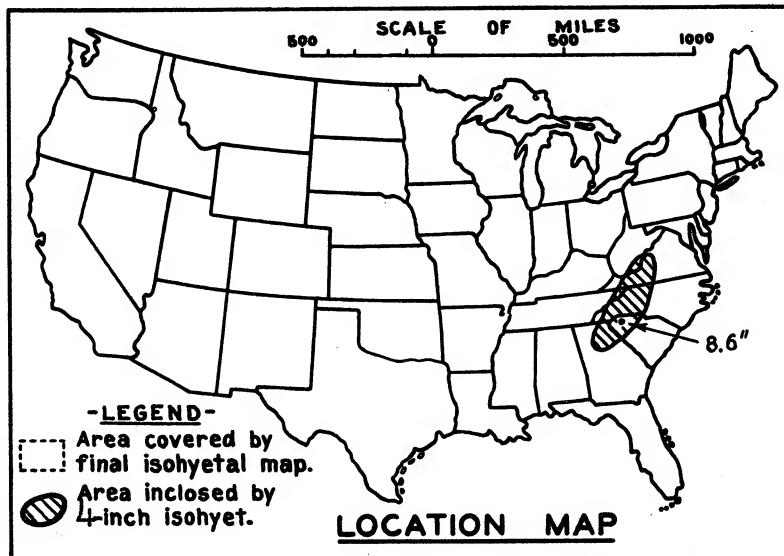 SCALE OF MILES
500 0 500 1000
8.6"
-LEGEND-
Area covered by
final isohyetal map.
Area inclosed by
4-inch isohyet.
LOCATION MAP